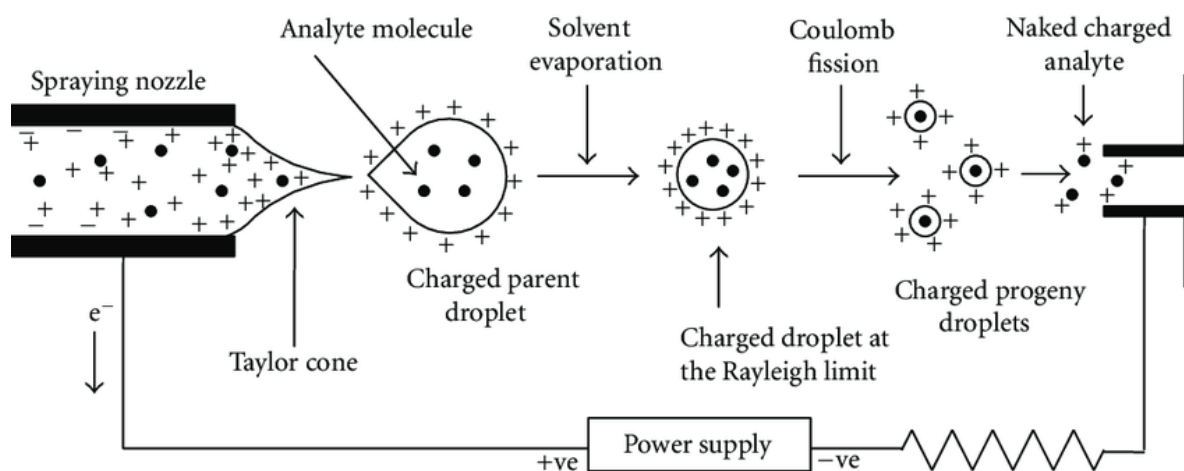 Analyte molecule
Solvent
evaporation
Coulomb
fission
Naked charged
analyte
Spraying nozzle
Charged parent
droplet
Charged progeny
droplets
e⁻
Taylor cone
Charged droplet at
the Rayleigh limit
+ve
Power supply
−ve